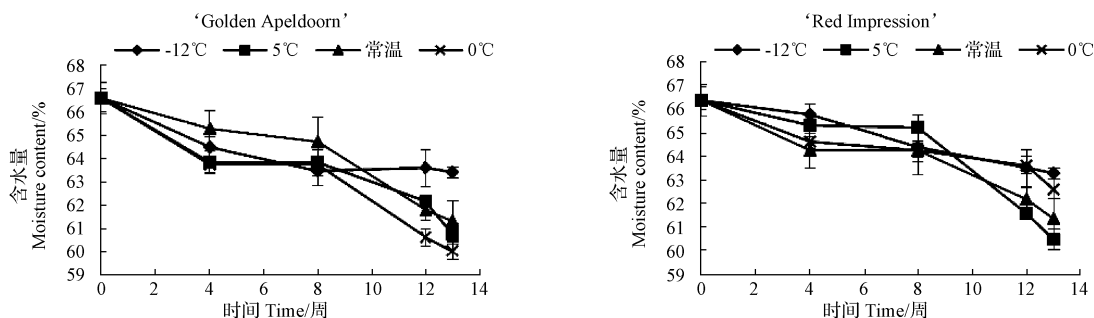 ‘Golden Apeldoorn’
-12℃ 5℃ 常温 0℃
68
67
66
65
64
63
62
61
60
59
0 2 4 6 8 10 12 14
含水量
Moisture content/%
时间 Time/周
‘Red Impression’
-12℃ 5℃ 常温 0℃
68
67
66
65
64
63
62
61
60
59
0 2 4 6 8 10 12 14
含水量
Moisture content/%
时间 Time/周